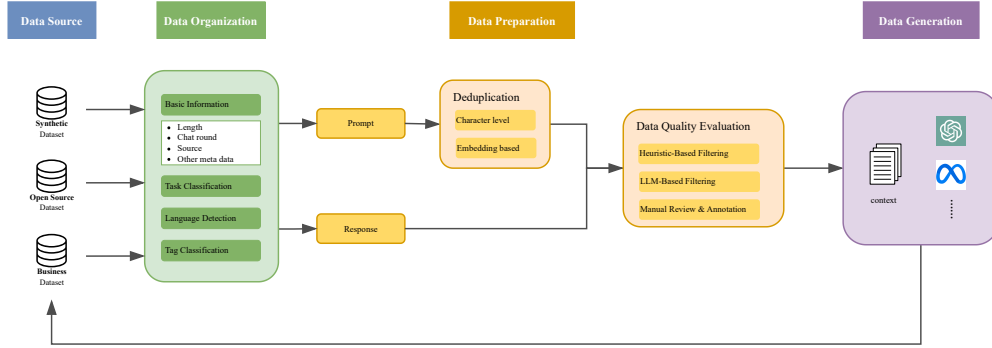 Data Source
Data Organization
Data Preparation
Data Generation
Synthetic
Dataset
Open Source
Dataset
Business
Dataset
Basic Information
• Length
• Chat round
• Source
• Other meta data
Task Classification
Language Detection
Tag Classification
Prompt
Response
Deduplication
Character level
Embedding based
Data Quality Evaluation
Heuristic-Based Filtering
LLM-Based Filtering
Manual Review & Annotation
context